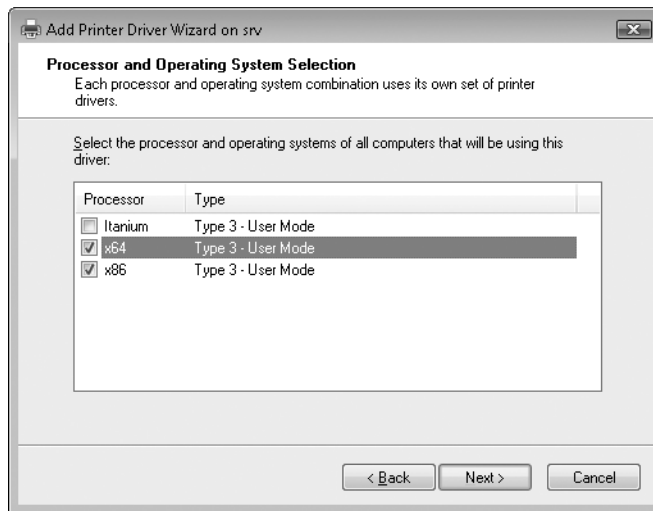 Add Printer Driver Wizard on srv
Processor and Operating System Selection
Each processor and operating system combination uses its own set of printer
drivers.
Select the processor and operating systems of all computers that will be using this
driver:
Processor Type
Itanium Type 3 - User Mode
x64 Type 3 - User Mode
x86 Type 3 - User Mode
< Back Next > Cancel